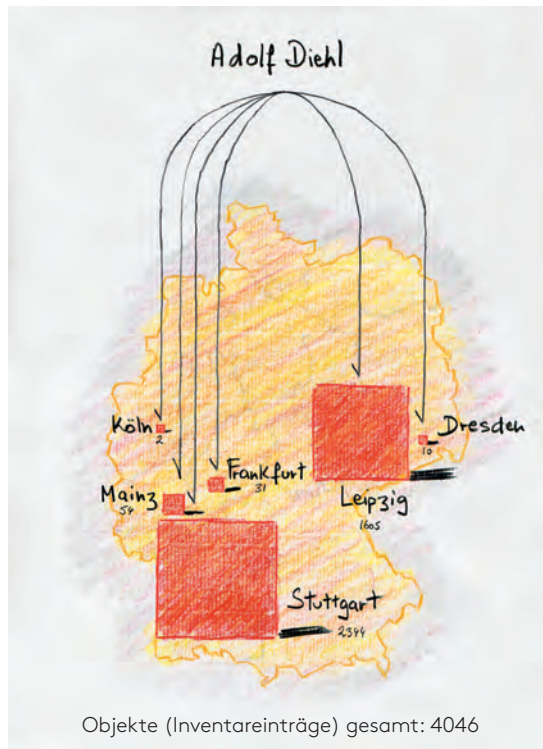 Adolf Diehl
Köln
2
Dresden
10
Frankfurt
31
Mainz
54
Leipzig
1605
Stuttgart
2344
Objekte (Inventareinträge) gesamt: 4046